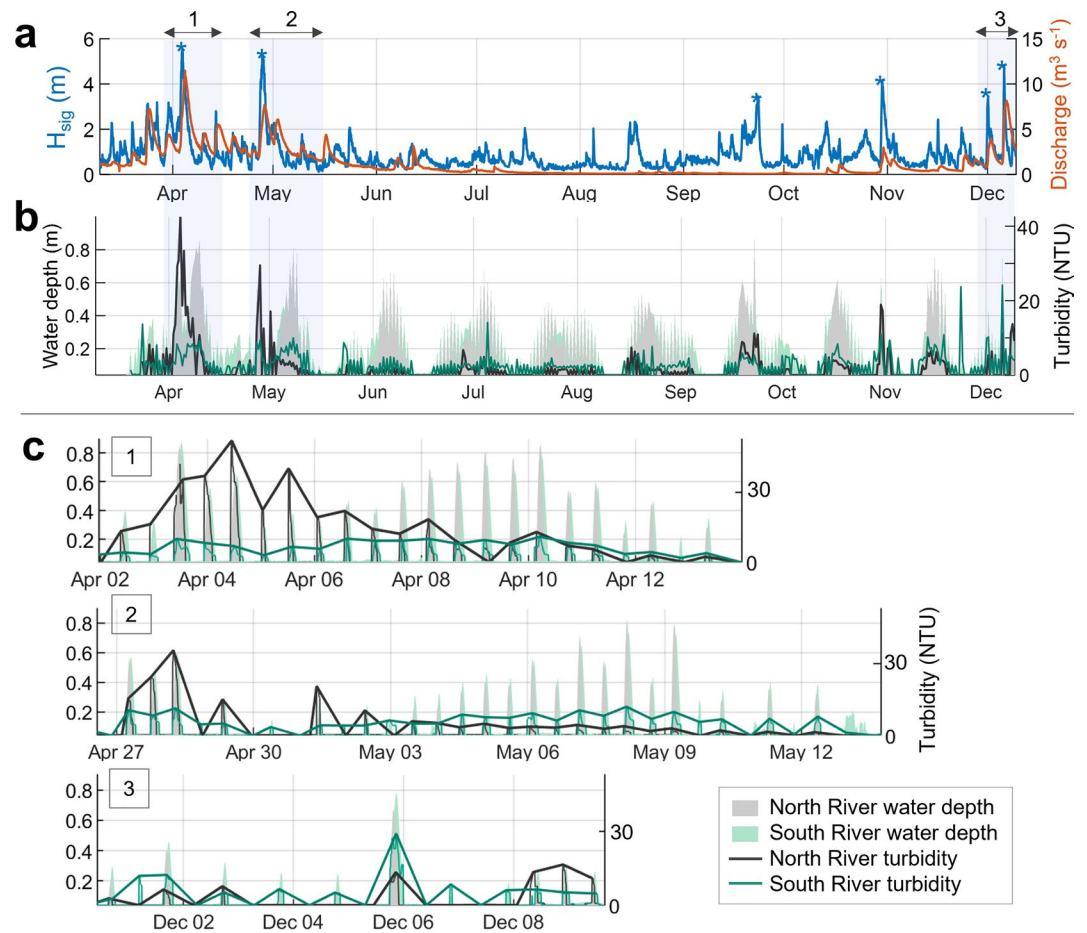 a
1
2
3
6
4
2
0
15
10
5
0
H_sig (m)
Discharge (m³ s⁻¹)
* * * * * *
Apr May Jun Jul Aug Sep Oct Nov Dec
b
0.8
0.6
0.4
0.2
40
20
0
Water depth (m)
Turbidity (NTU)
Apr May Jun Jul Aug Sep Oct Nov Dec
c
1
0.8
0.6
0.4
0.2
30
0
Apr 02 Apr 04 Apr 06 Apr 08 Apr 10 Apr 12
2
0.8
0.6
0.4
0.2
30
0
Turbidity (NTU)
Apr 27 Apr 30 May 03 May 06 May 09 May 12
3
0.8
0.6
0.4
0.2
30
0
Dec 02 Dec 04 Dec 06 Dec 08
North River water depth
South River water depth
North River turbidity
South River turbidity